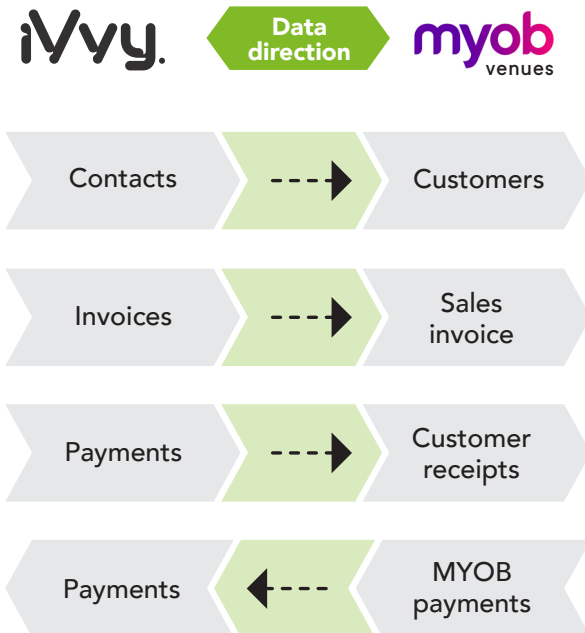 iVvy.
Data
direction
myob
venues
Contacts
Customers
Invoices
Sales
invoice
Payments
Customer
receipts
Payments
MYOB
payments